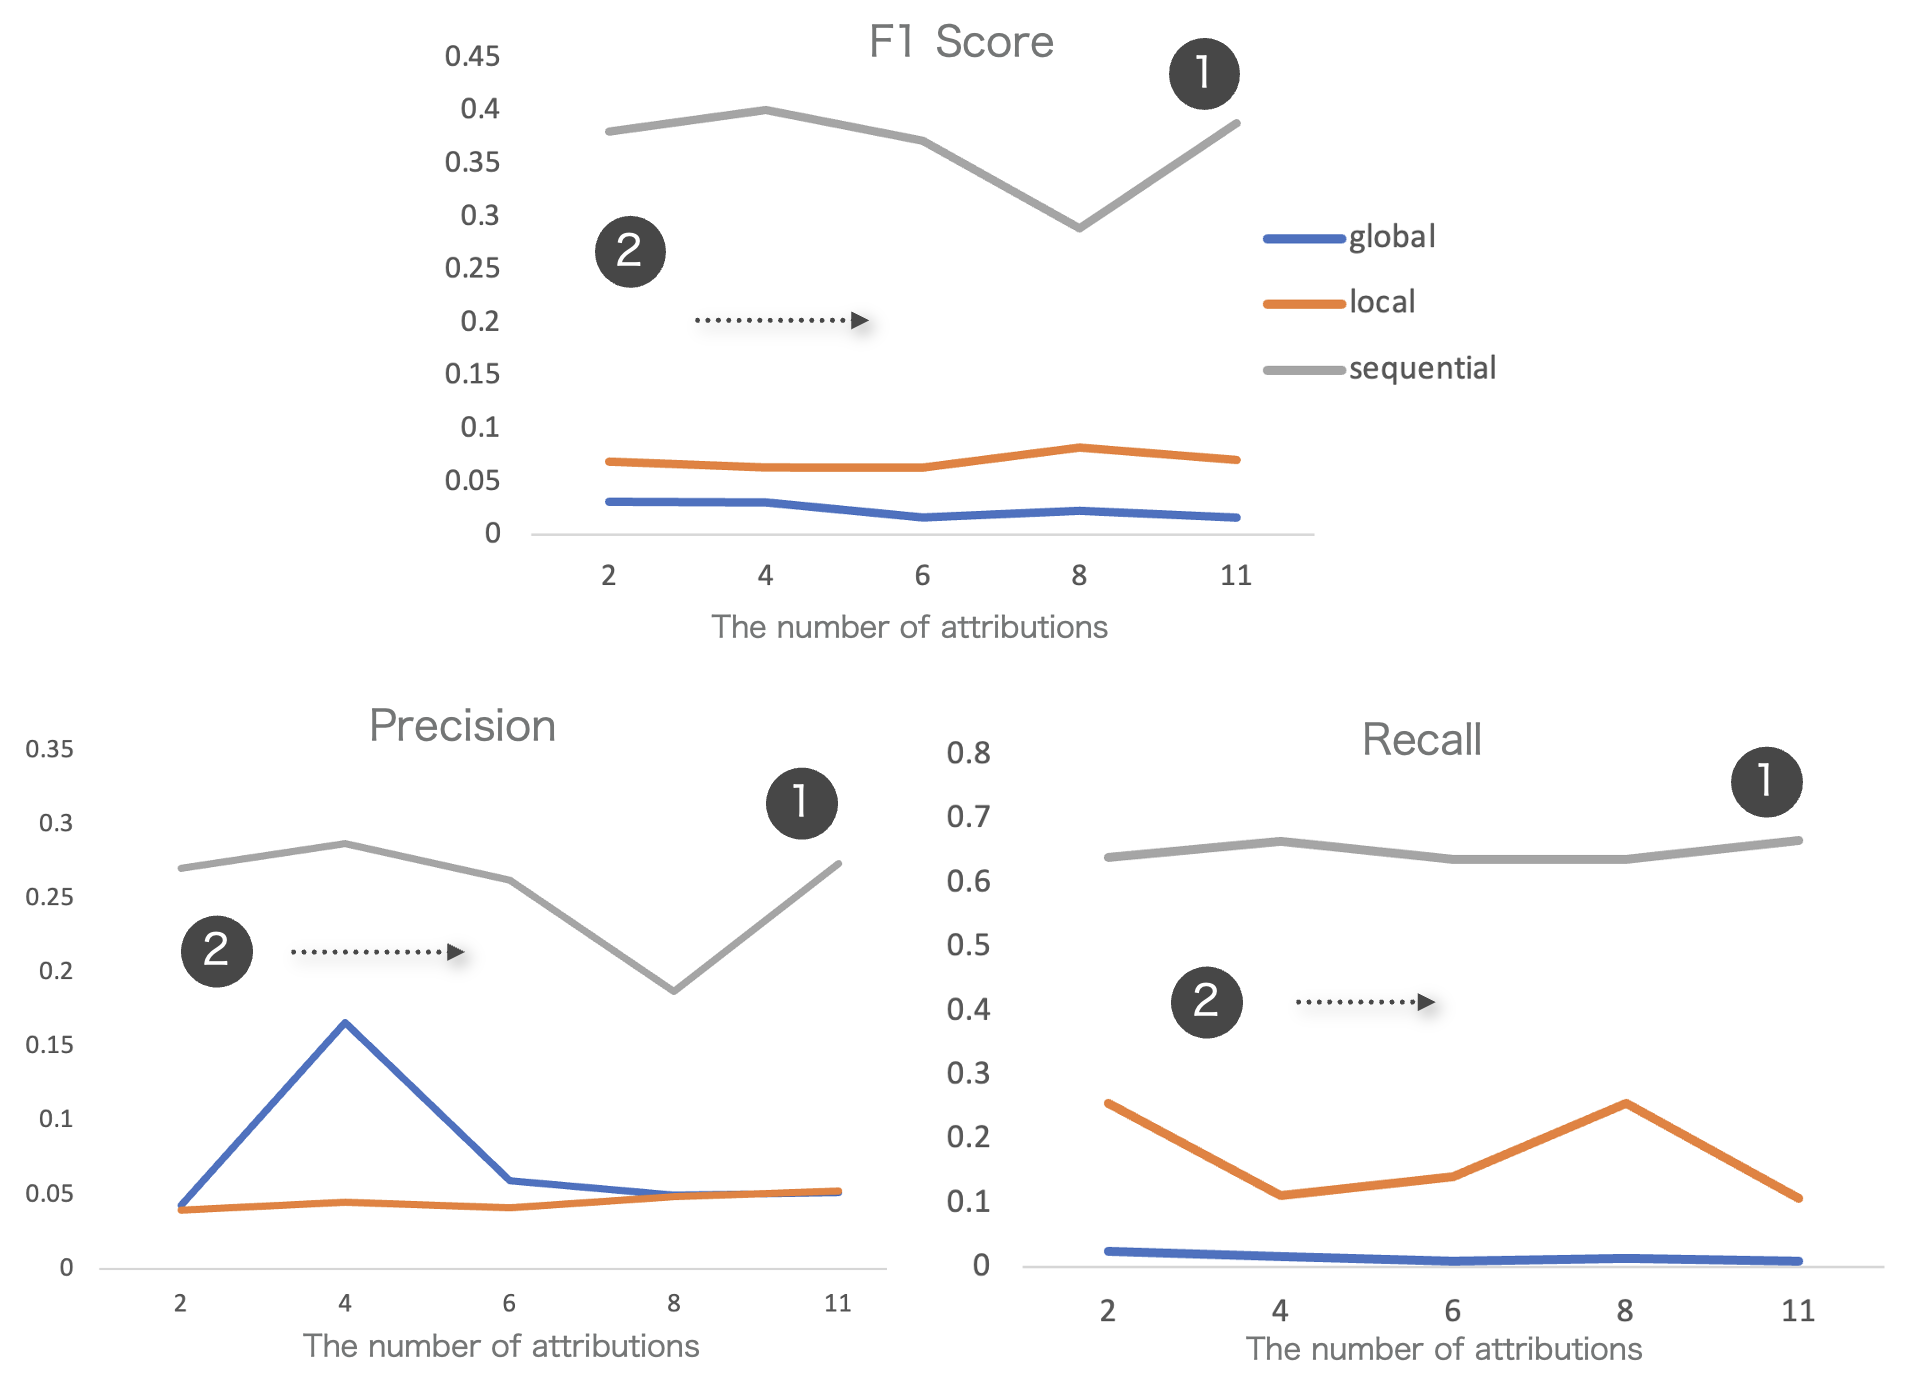 F1 Score
0.45
0.4
0.35
0.3
0.25
0.2
0.15
0.1
0.05
0
1
2
global
local
sequential
2 4 6 8 11
The number of attributions
Precision
0.35
0.3
0.25
0.2
0.15
0.1
0.05
0
1
2
2 4 6 8 11
The number of attributions
Recall
0.8
0.7
0.6
0.5
0.4
0.3
0.2
0.1
0
1
2
2 4 6 8 11
The number of attributions